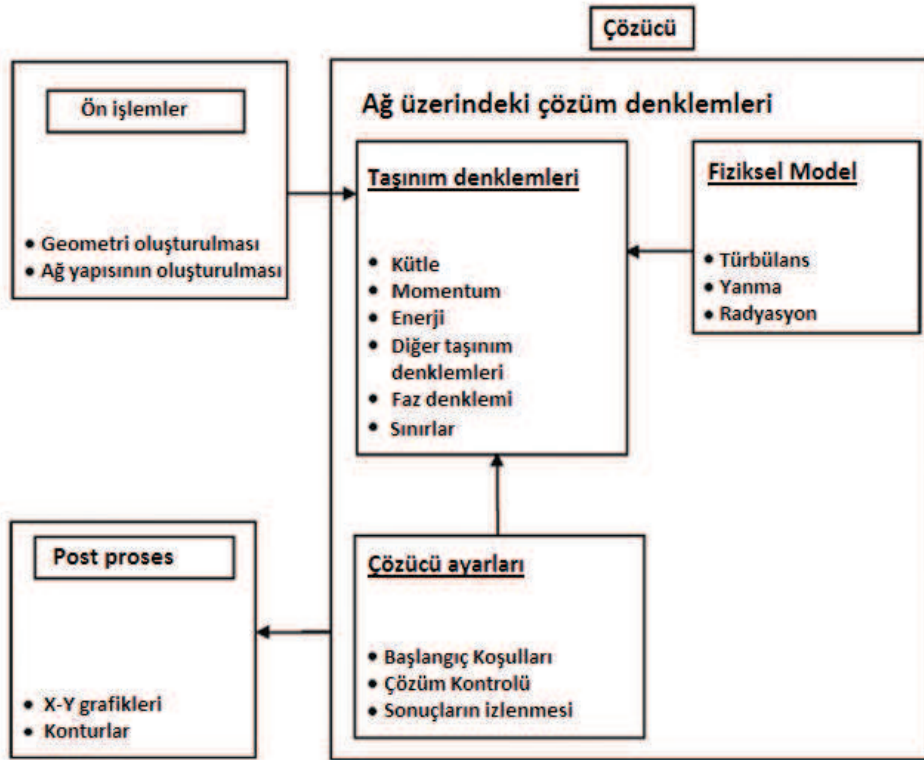 Çözücü
Ön işlemler
• Geometri oluşturulması
• Ağ yapısının oluşturulması
Ağ üzerindeki çözüm denklemleri
Taşınım denklemleri
• Kütle
• Momentum
• Enerji
• Diğer taşınım
denklemleri
• Faz denklemi
• Sınırlar
Fiziksel Model
• Türbülans
• Yanma
• Radyasyon
Çözücü ayarları
• Başlangıç Koşulları
• Çözüm Kontrolü
• Sonuçların izlenmesi
Post proses
• X-Y grafikleri
• Konturlar